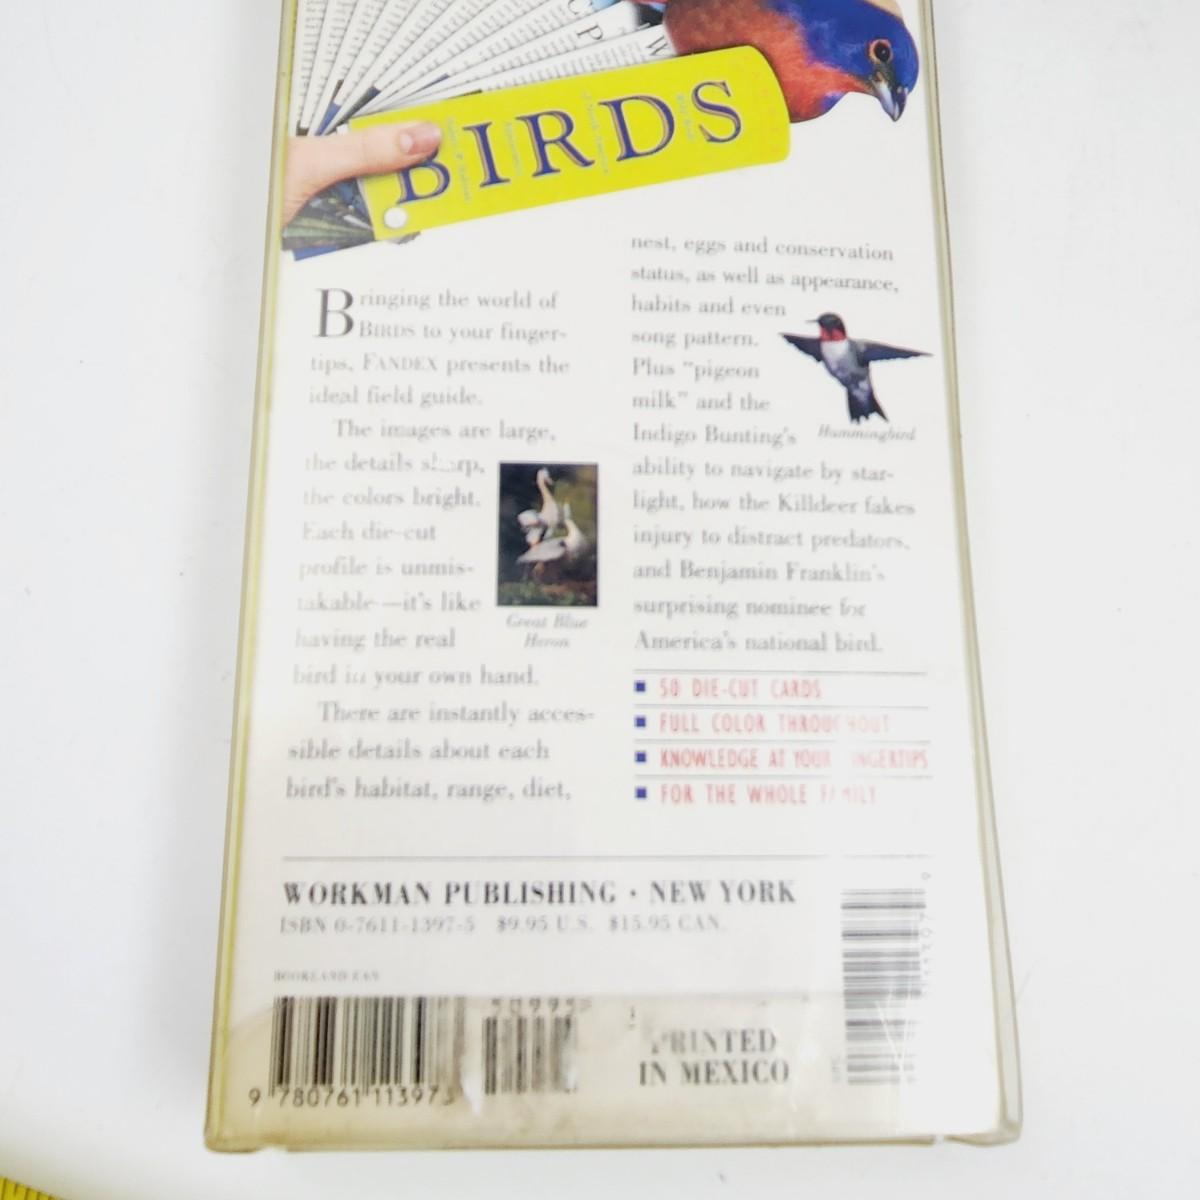 BIRDS
Bringing the world of
BIRDS to your finger-
tips, FANDEX presents the
ideal field guide.
The images are large,
the details sharp,
the colors bright.
Each die-cut
profile is unmis-
takable—it's like
having the real
bird in your own hand.
There are instantly acces-
sible details about each
bird's habitat, range, diet,
Great Blue
Heron
nest, eggs and conservation
status, as well as appearance,
habits and even
song pattern.
Plus "pigeon
milk" and the
Indigo Bunting's
ability to navigate by star-
light, how the Killdeer fakes
injury to distract predators,
and Benjamin Franklin's
surprising nominee for
America's national bird.
Hummingbird
■ 50 DIE-CUT CARDS
■ FULL COLOR THROUGHOUT
■ KNOWLEDGE AT YOUR FINGERTIPS
■ FOR THE WHOLE FAMILY
WORKMAN PUBLISHING • NEW YORK
ISBN 0-7611-1397-5 $9.95 U.S. $15.95 CAN.
BOOKLAND EAN
50995>
9 780761 113973
PRINTED
IN MEXICO